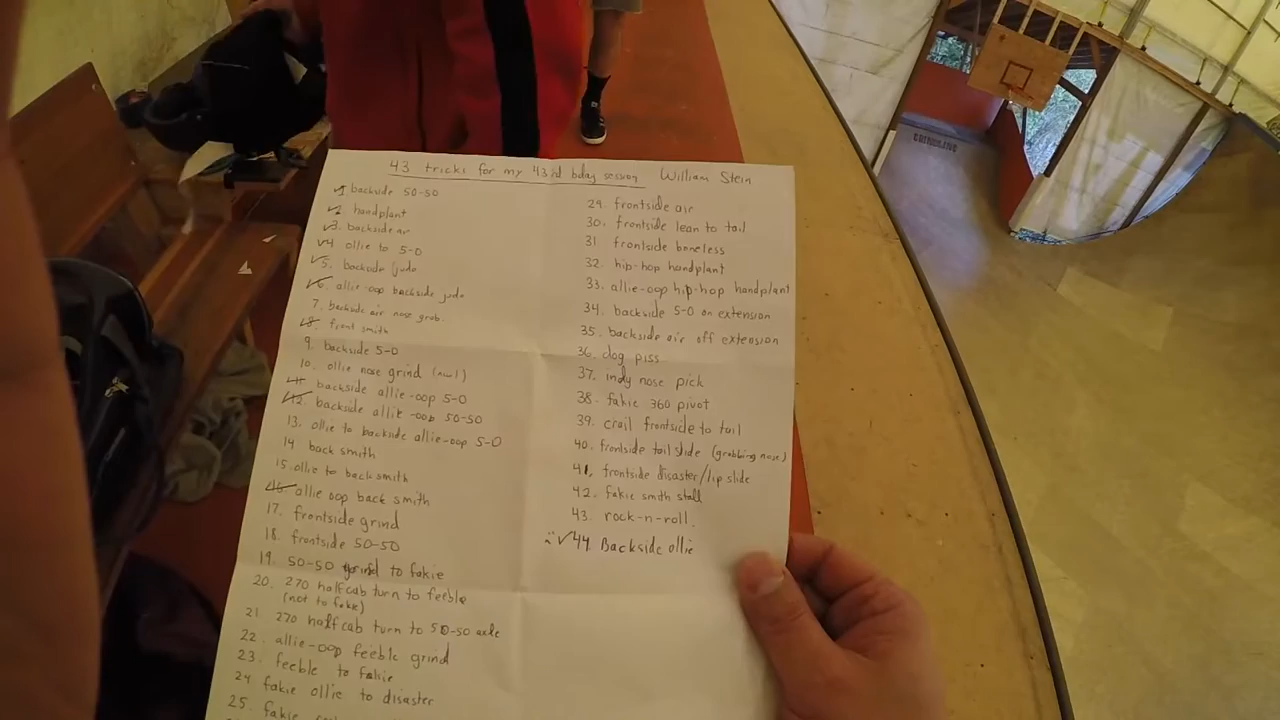 43 tricks for my 43rd bday session William Stein
1 backside 50-50
2 handplant
3. backside air
4 ollie to 5-0
5. backside judo
6. allie-oop backside judo
7. backside air nose grab.
8. front smith
9. backside 5-0
10. ollie nose grind
11 backside allie-oop 5-0
12. backside allie-oop 50-50
13. ollie to backside allie-oop 5-0
14 back smith
15. ollie to back smith
16. allie oop back smith
17. frontside grind
18. frontside 50-50
19. 50-50 grind to fakie
20. 270 halfcab turn to feeble
(not to fakie)
21 270 halfcab turn to 50-50 axle
22. allie-oop feeble grind
23. feeble to fakie
24 fakie ollie to disaster
25. fakie
29. frontside air
30. frontside lean to tail
31 frontside boneless
32. hip-hop handplant
33. allie-oop hip-hop handplant
34. backside 5-0 on extension
35. backside air off extension
36. dog piss
37. indy nose pick
38. fakie 360 pivot
39. crail frontside to tail
40. frontside tail slide (grabbing nose)
41. frontside disaster/lip slide
42. fakie smith stall
43. rock-n-roll.
44 Backside ollie